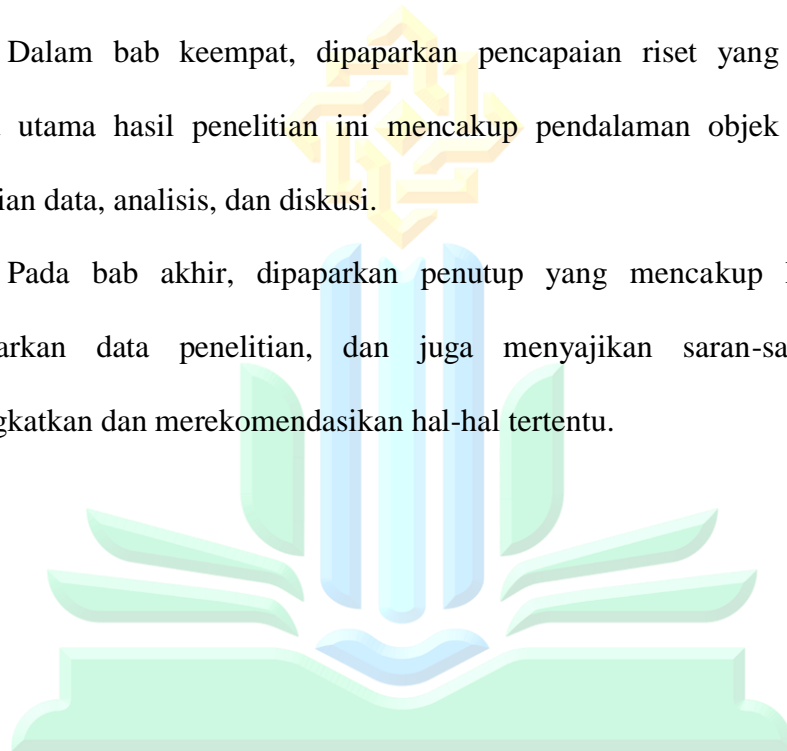 Dalam bab keempat, dipaparkan pencapaian riset yang
utama hasil penelitian ini mencakup pendalaman objek
ian data, analisis, dan diskusi.
Pada bab akhir, dipaparkan penutup yang mencakup
arkan data penelitian, dan juga menyajikan saran-sa
gkatkan dan merekomendasikan hal-hal tertentu.